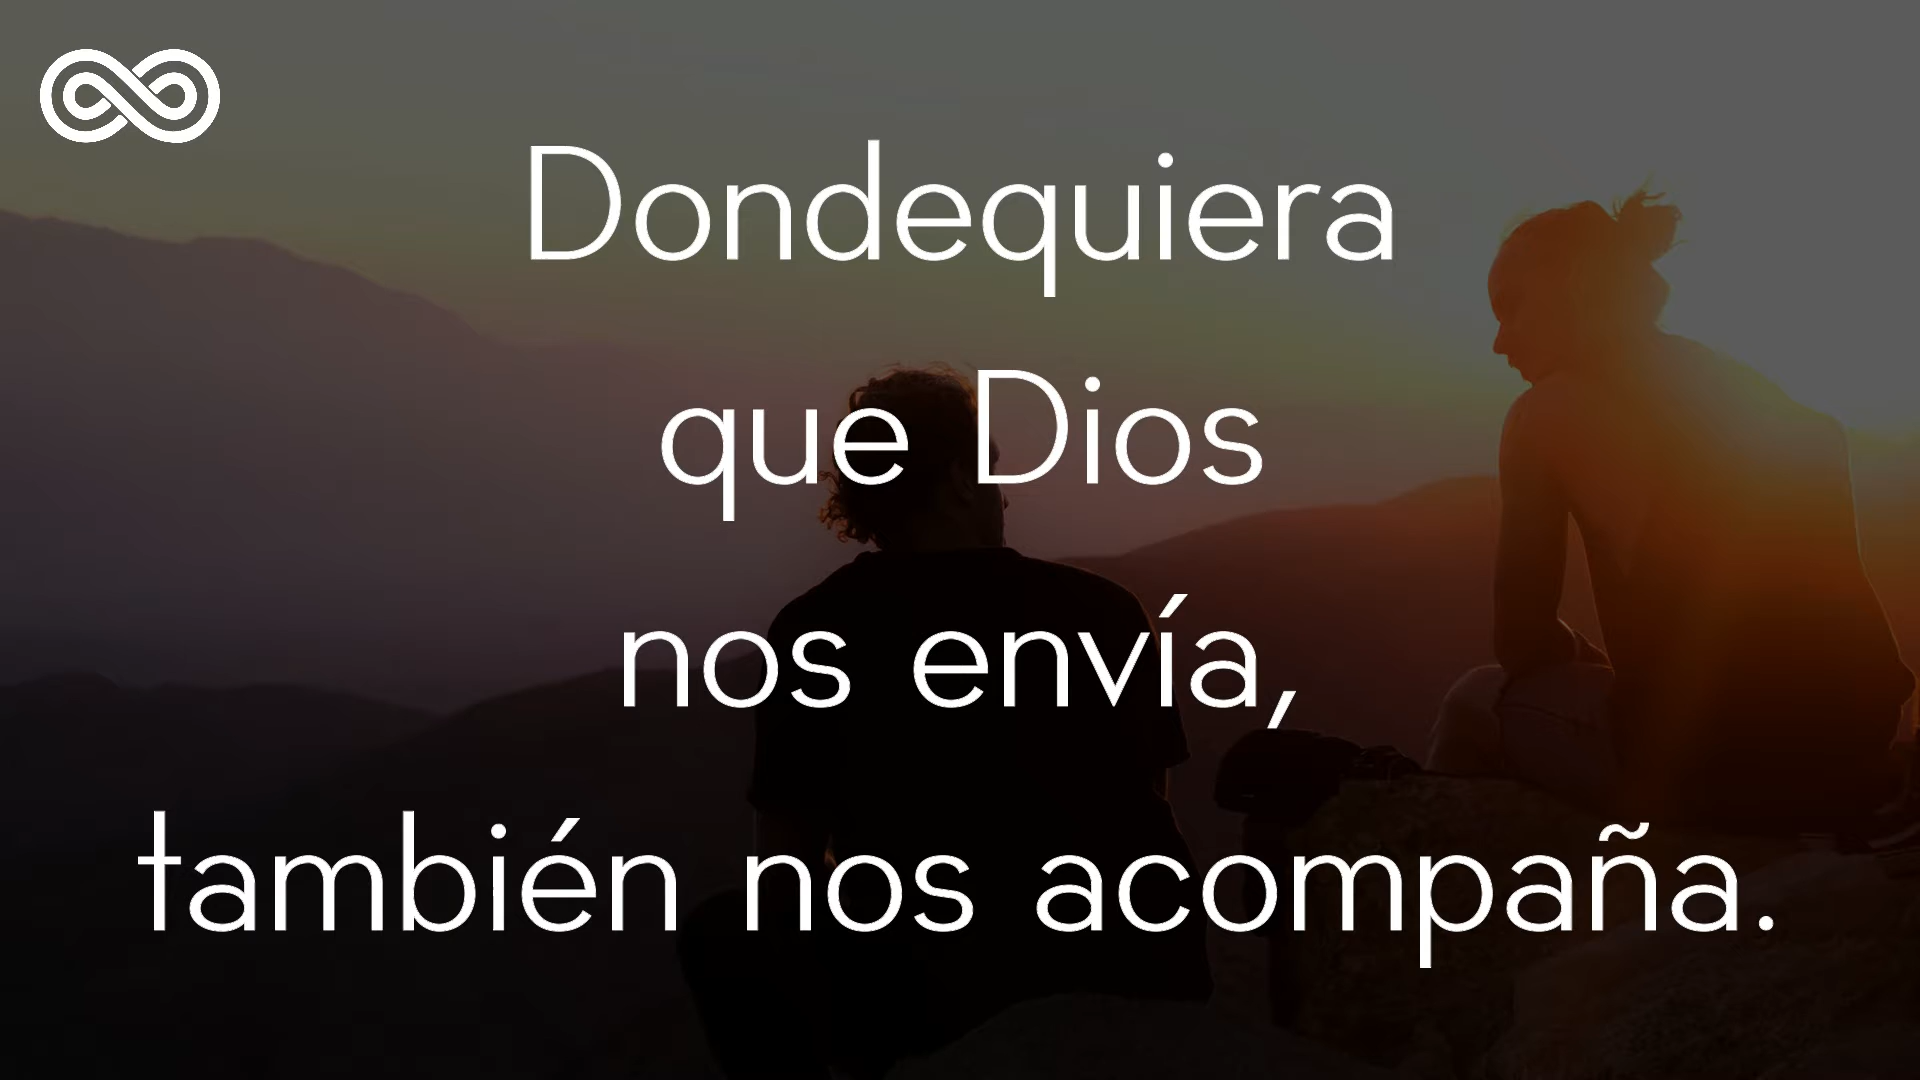 Dondequiera
que Dios
nos envía,
también nos acompaña.